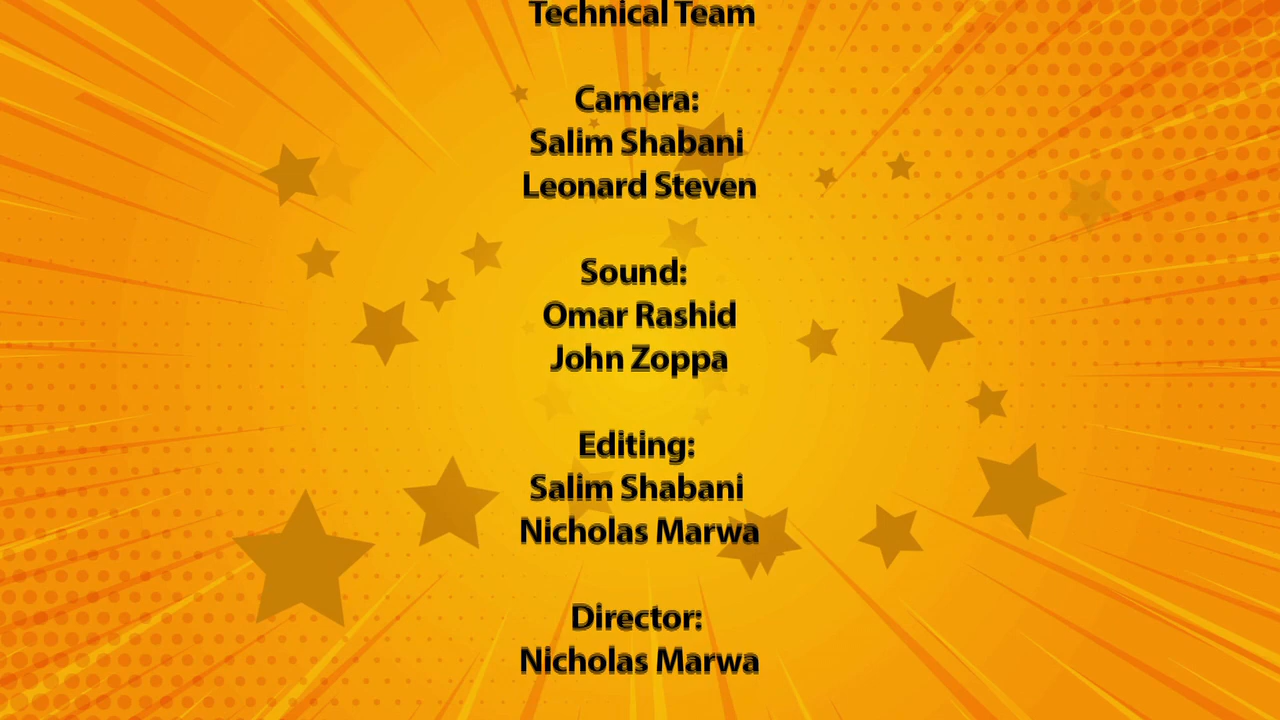 Technical Team
Camera:
Salim Shabani
Leonard Steven
Sound:
Omar Rashid
John Zoppa
Editing:
Salim Shabani
Nicholas Marwa
Director:
Nicholas Marwa